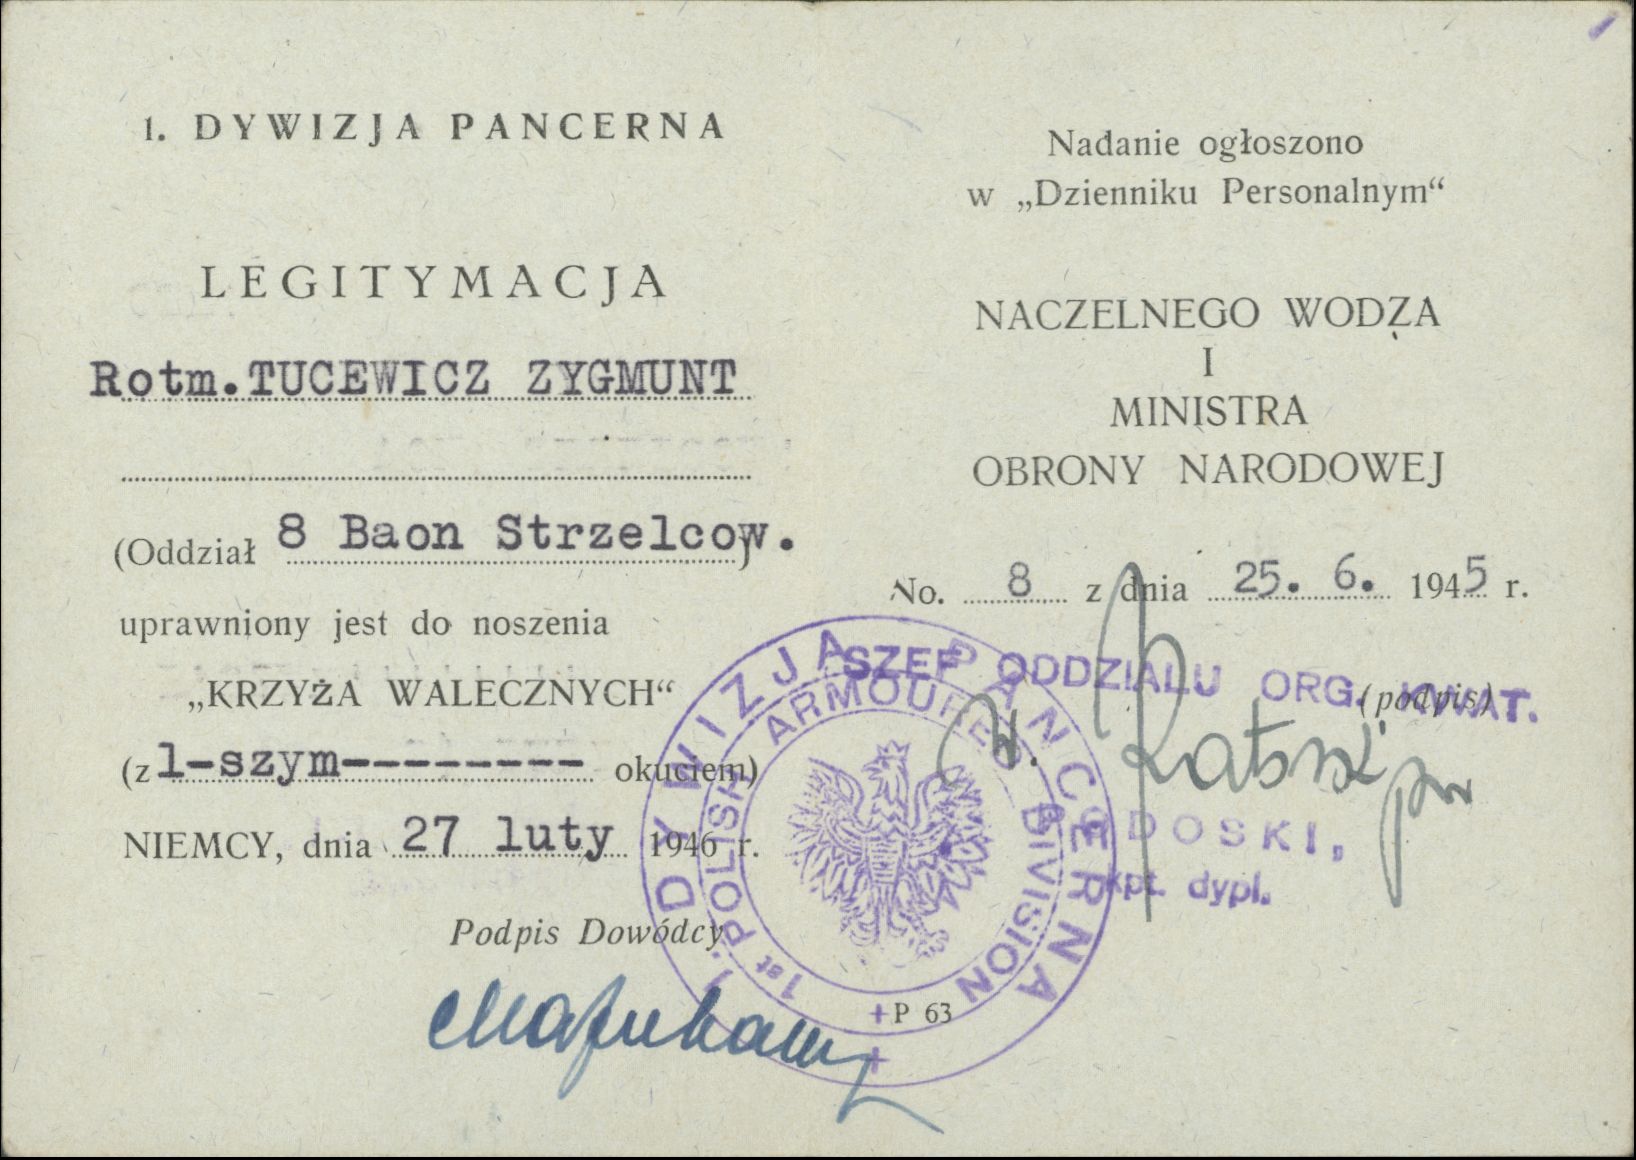 1. DYWIZJA PANCERNA
LEGITYMACJA
Rotm. TUCEWICZ ZYGMUNT
(Oddział 8 Baon Strzelcow.)
uprawniony jest do noszenia
„KRZYŻA WALECZNYCH“
(z 1-szym-------- okuciem)
NIEMCY, dnia 27 luty 1946 r.
Podpis Dowódcy
Nadanie ogłoszono
w „Dzienniku Personalnym“
NACZELNEGO WODZA
I
MINISTRA
OBRONY NARODOWEJ
No. 8 z dnia 25. 6. 1945 r.
SZEF ODDZIALU ORG. KWAT.
(podpis)
kpt. dypl.
1. DYWIZJA PANCERNA
1st POLISH ARMOURED DIVISION
P 63